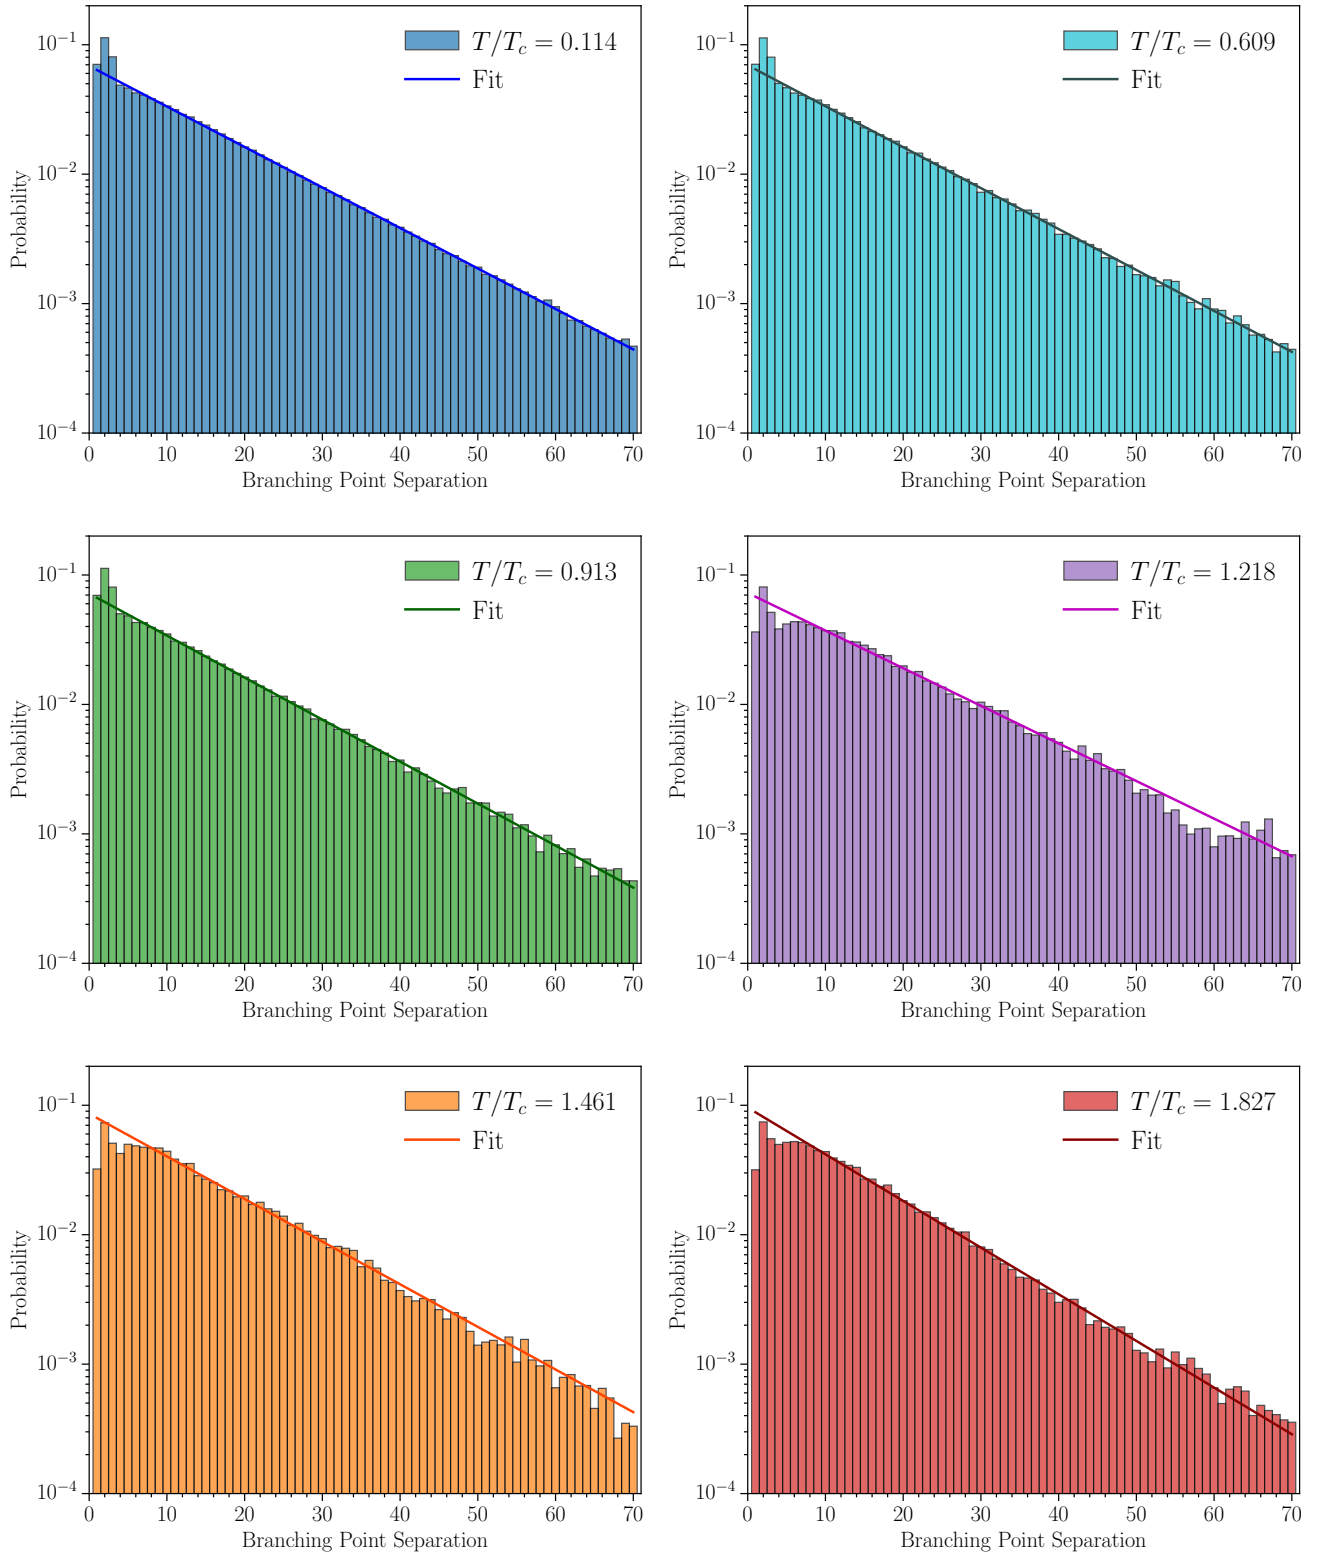 T/T_c = 0.114
Fit
Probability
10⁻¹
10⁻²
10⁻³
10⁻⁴
0 10 20 30 40 50 60 70
Branching Point Separation
T/T_c = 0.609
Fit
Probability
10⁻¹
10⁻²
10⁻³
10⁻⁴
0 10 20 30 40 50 60 70
Branching Point Separation
T/T_c = 0.913
Fit
Probability
10⁻¹
10⁻²
10⁻³
10⁻⁴
0 10 20 30 40 50 60 70
Branching Point Separation
T/T_c = 1.218
Fit
Probability
10⁻¹
10⁻²
10⁻³
10⁻⁴
0 10 20 30 40 50 60 70
Branching Point Separation
T/T_c = 1.461
Fit
Probability
10⁻¹
10⁻²
10⁻³
10⁻⁴
0 10 20 30 40 50 60 70
Branching Point Separation
T/T_c = 1.827
Fit
Probability
10⁻¹
10⁻²
10⁻³
10⁻⁴
0 10 20 30 40 50 60 70
Branching Point Separation